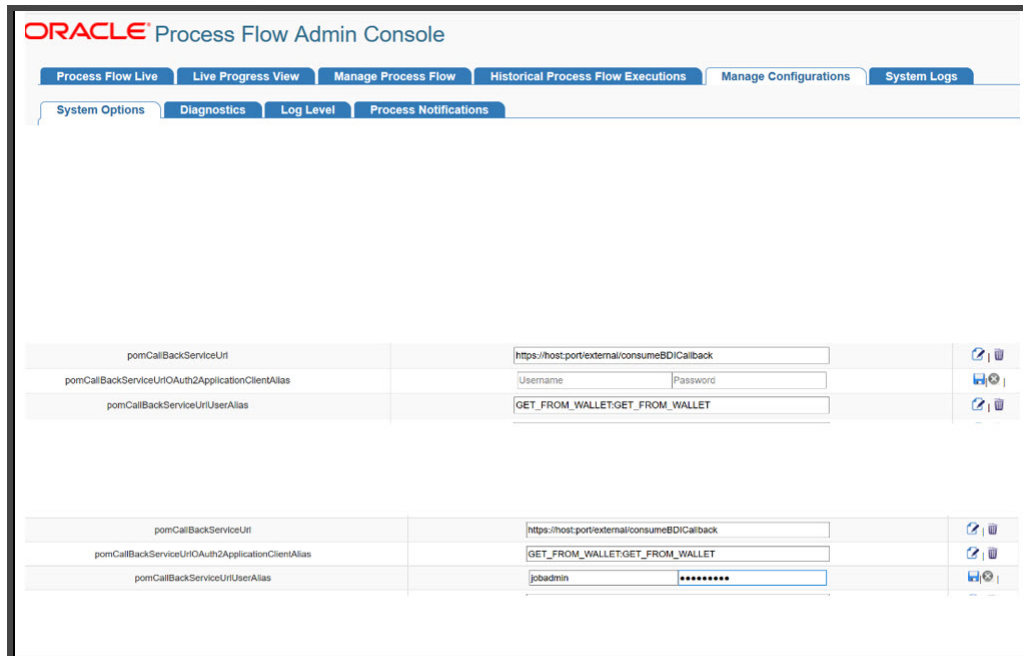 ORACLE® Process Flow Admin Console
Process Flow Live Live Progress View Manage Process Flow Historical Process Flow Executions Manage Configurations System Logs
System Options Diagnostics Log Level Process Notifications
pomCallBackServiceUrl https://host:port/external/consumeBDICallback |
pomCallBackServiceUrlOAuth2ApplicationClientAlias Username Password | |
pomCallBackServiceUrlUserAlias GET_FROM_WALLET:GET_FROM_WALLET |
pomCallBackServiceUrl https://host:port/external/consumeBDICallback |
pomCallBackServiceUrlOAuth2ApplicationClientAlias GET_FROM_WALLET:GET_FROM_WALLET |
pomCallBackServiceUrlUserAlias jobadmin ••••••••• | |